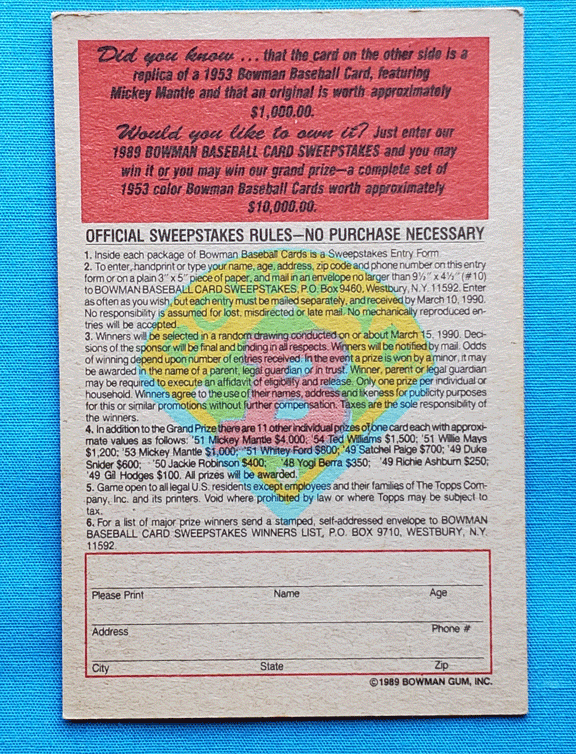 Did you know ... that the card on the other side is a
replica of a 1953 Bowman Baseball Card, featuring
Mickey Mantle and that an original is worth approximately
$1,000.00.
Would you like to own it? Just enter our
1989 BOWMAN BASEBALL CARD SWEEPSTAKES and you may
win it or you may win our grand prize—a complete set of
1953 color Bowman Baseball Cards worth approximately
$10,000.00.
OFFICIAL SWEEPSTAKES RULES—NO PURCHASE NECESSARY
1. Inside each package of Bowman Baseball Cards is a Sweepstakes Entry Form.
2. To enter, handprint or type your name, age, address, zip code and phone number on this entry
form or on a plain 3" x 5" piece of paper, and mail in an envelope no larger than 9½" x 4½" (#10)
to BOWMAN BASEBALL CARD SWEEPSTAKES, P.O. Box 9460, Westbury, N.Y. 11592. Enter
as often as you wish, but each entry must be mailed separately, and received by March 10, 1990.
No responsibility is assumed for lost, misdirected or late mail. No mechanically reproduced en-
tries will be accepted.
3. Winners will be selected in a random drawing conducted on or about March 15, 1990. Deci-
sions of the sponsor will be final and binding in all respects. Winners will be notified by mail. Odds
of winning depend upon number of entries received. In the event a prize is won by a minor, it may
be awarded in the name of a parent, legal guardian or in trust. Winner, parent or legal guardian
may be required to execute an affidavit of eligibility and release. Only one prize per individual or
household. Winners agree to the use of their names, address and likeness for publicity purposes
for this or similar promotions without further compensation. Taxes are the sole responsibility of
the winners.
4. In addition to the Grand Prize there are 11 other individual prizes of one card each with approxi-
mate values as follows: '51 Mickey Mantle $4,000; '54 Ted Williams $1,500; '51 Willie Mays
$1,200; '53 Mickey Mantle $1,000; '51 Whitey Ford $800; '49 Satchel Paige $700; '49 Duke
Snider $600; '50 Jackie Robinson $400; '48 Yogi Berra $350; '49 Richie Ashburn $250;
'49 Gil Hodges $100. All prizes will be awarded.
5. Game open to all legal U.S. residents except employees and their families of The Topps Com-
pany, Inc. and its printers. Void where prohibited by law or where Topps may be subject to
tax.
6. For a list of major prize winners send a stamped, self-addressed envelope to BOWMAN
BASEBALL CARD SWEEPSTAKES WINNERS LIST, P.O. BOX 9710, WESTBURY, N.Y.
11592.
Please Print Name Age
Address Phone #
City State Zip
©1989 BOWMAN GUM, INC.